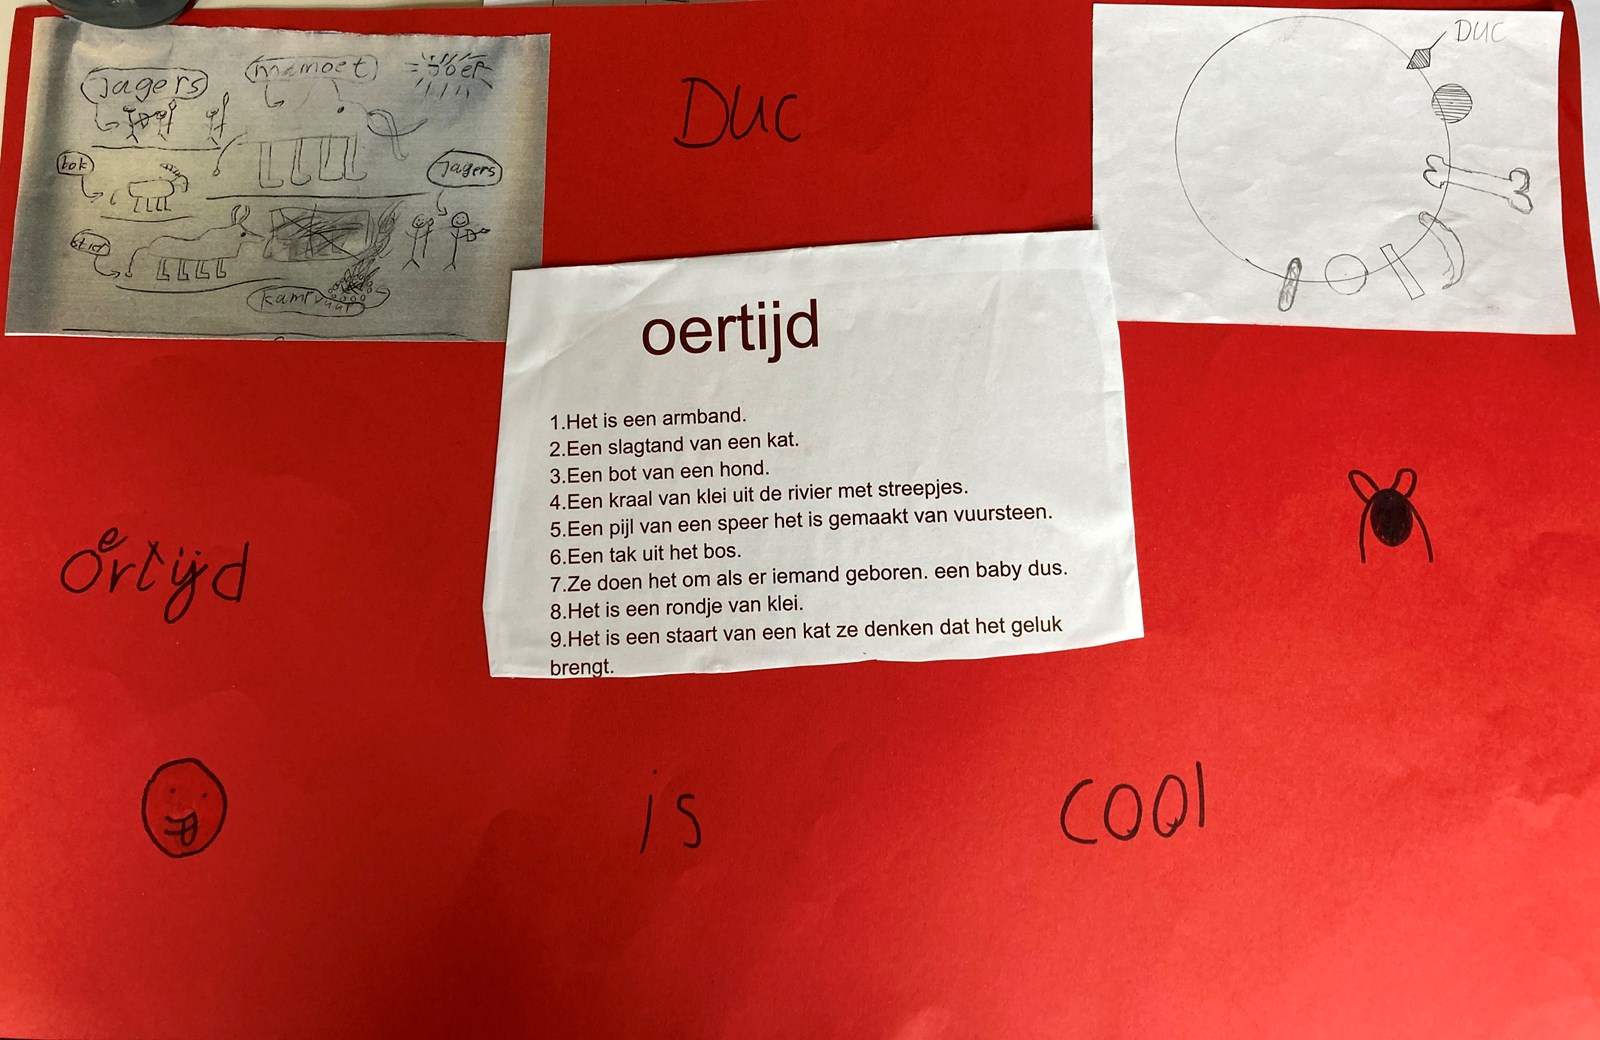 Jagers
mamoet
Joep
bok
Jagers
stier
kampvuur
DUC
DUC
oertijd
1.Het is een armband.
2.Een slagtand van een kat.
3.Een bot van een hond.
4.Een kraal van klei uit de rivier met streepjes.
5.Een pijl van een speer het is gemaakt van vuursteen.
6.Een tak uit het bos.
7.Ze doen het om als er iemand geboren. een baby dus.
8.Het is een rondje van klei.
9.Het is een staart van een kat ze denken dat het geluk
brengt.
oertijd
is
cool